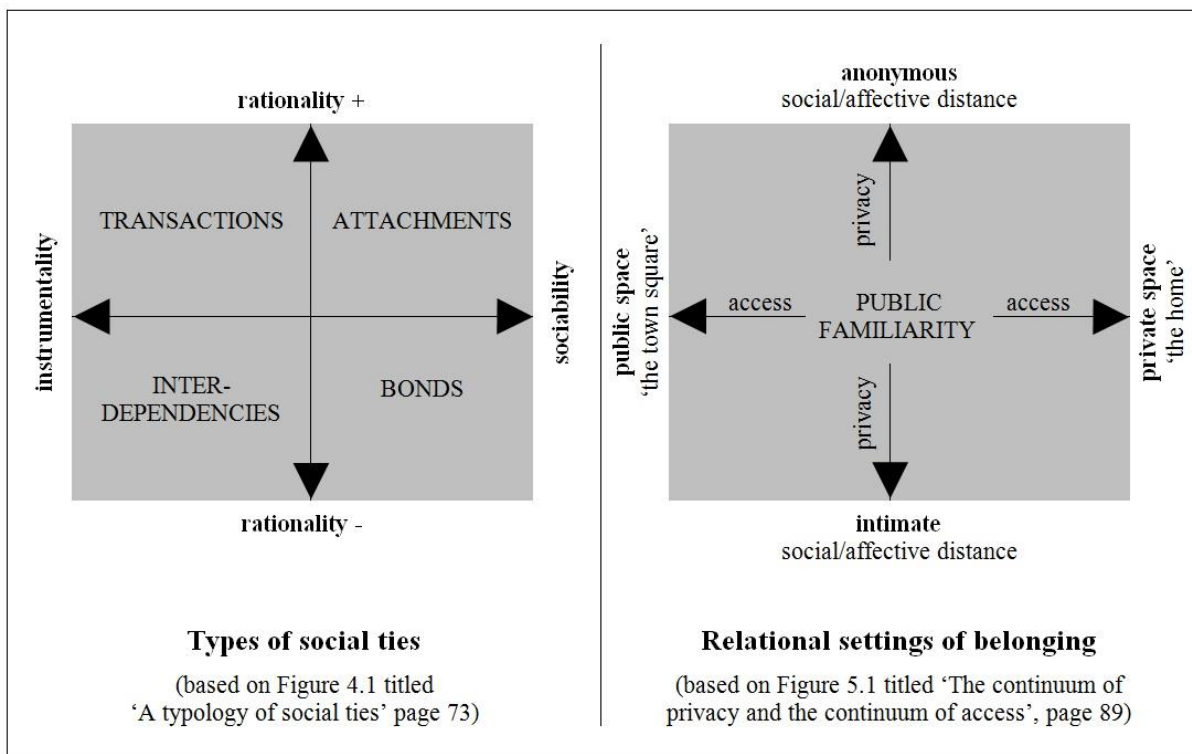 rationality +
TRANSACTIONS
ATTACHMENTS
instrumentality
sociability
INTER-
DEPENDENCIES
BONDS
rationality -
Types of social ties
(based on Figure 4.1 titled
‘A typology of social ties’ page 73)
anonymous
social/affective distance
privacy
public space
‘the town square’
access
PUBLIC
FAMILIARITY
access
private space
‘the home’
privacy
intimate
social/affective distance
Relational settings of belonging
(based on Figure 5.1 titled ‘The continuum of
privacy and the continuum of access’, page 89)